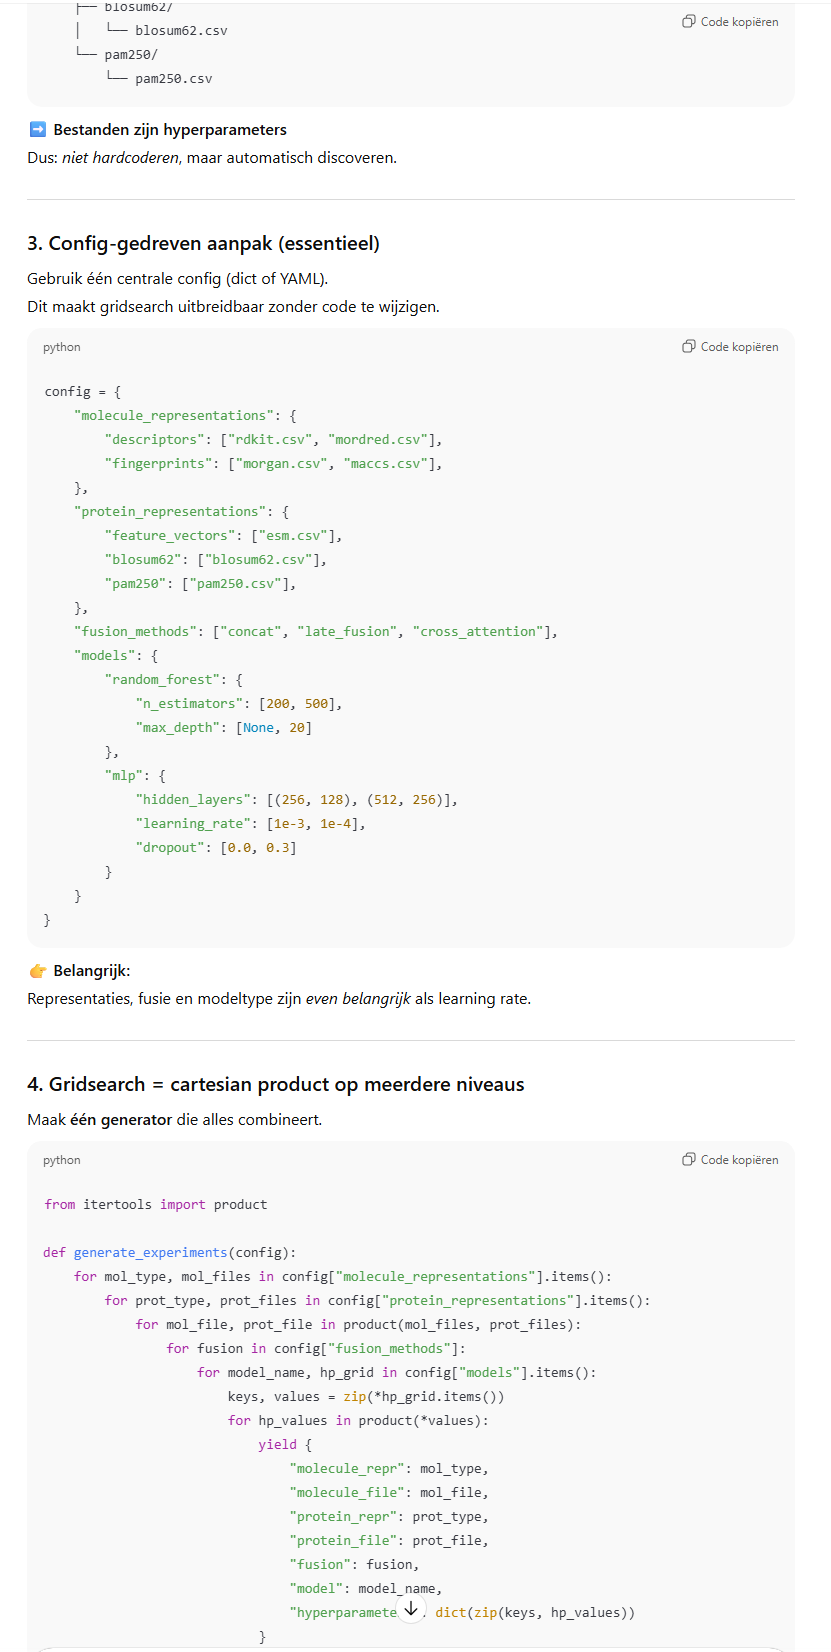 ├── blosum62/
│   └── blosum62.csv
└── pam250/
    └── pam250.csv
Code kopiëren
➡️ Bestanden zijn hyperparameters
Dus: niet hardcoderen, maar automatisch discoveren.
3. Config-gedreven aanpak (essentieel)
Gebruik één centrale config (dict of YAML).
Dit maakt gridsearch uitbreidbaar zonder code te wijzigen.
python
Code kopiëren
config = {
    "molecule_representations": {
        "descriptors": ["rdkit.csv", "mordred.csv"],
        "fingerprints": ["morgan.csv", "maccs.csv"],
    },
    "protein_representations": {
        "feature_vectors": ["esm.csv"],
        "blosum62": ["blosum62.csv"],
        "pam250": ["pam250.csv"],
    },
    "fusion_methods": ["concat", "late_fusion", "cross_attention"],
    "models": {
        "random_forest": {
            "n_estimators": [200, 500],
            "max_depth": [None, 20]
        },
        "mlp": {
            "hidden_layers": [(256, 128), (512, 256)],
            "learning_rate": [1e-3, 1e-4],
            "dropout": [0.0, 0.3]
        }
    }
}
👉 Belangrijk:
Representaties, fusie en modeltype zijn even belangrijk als learning rate.
4. Gridsearch = cartesian product op meerdere niveaus
Maak één generator die alles combineert.
python
Code kopiëren
from itertools import product
def generate_experiments(config):
    for mol_type, mol_files in config["molecule_representations"].items():
        for prot_type, prot_files in config["protein_representations"].items():
            for mol_file, prot_file in product(mol_files, prot_files):
                for fusion in config["fusion_methods"]:
                    for model_name, hp_grid in config["models"].items():
                        keys, values = zip(*hp_grid.items())
                        for hp_values in product(*values):
                            yield {
                                "molecule_repr": mol_type,
                                "molecule_file": mol_file,
                                "protein_repr": prot_type,
                                "protein_file": prot_file,
                                "fusion": fusion,
                                "model": model_name,
                                "hyperparamete dict(zip(keys, hp_values))
                            }